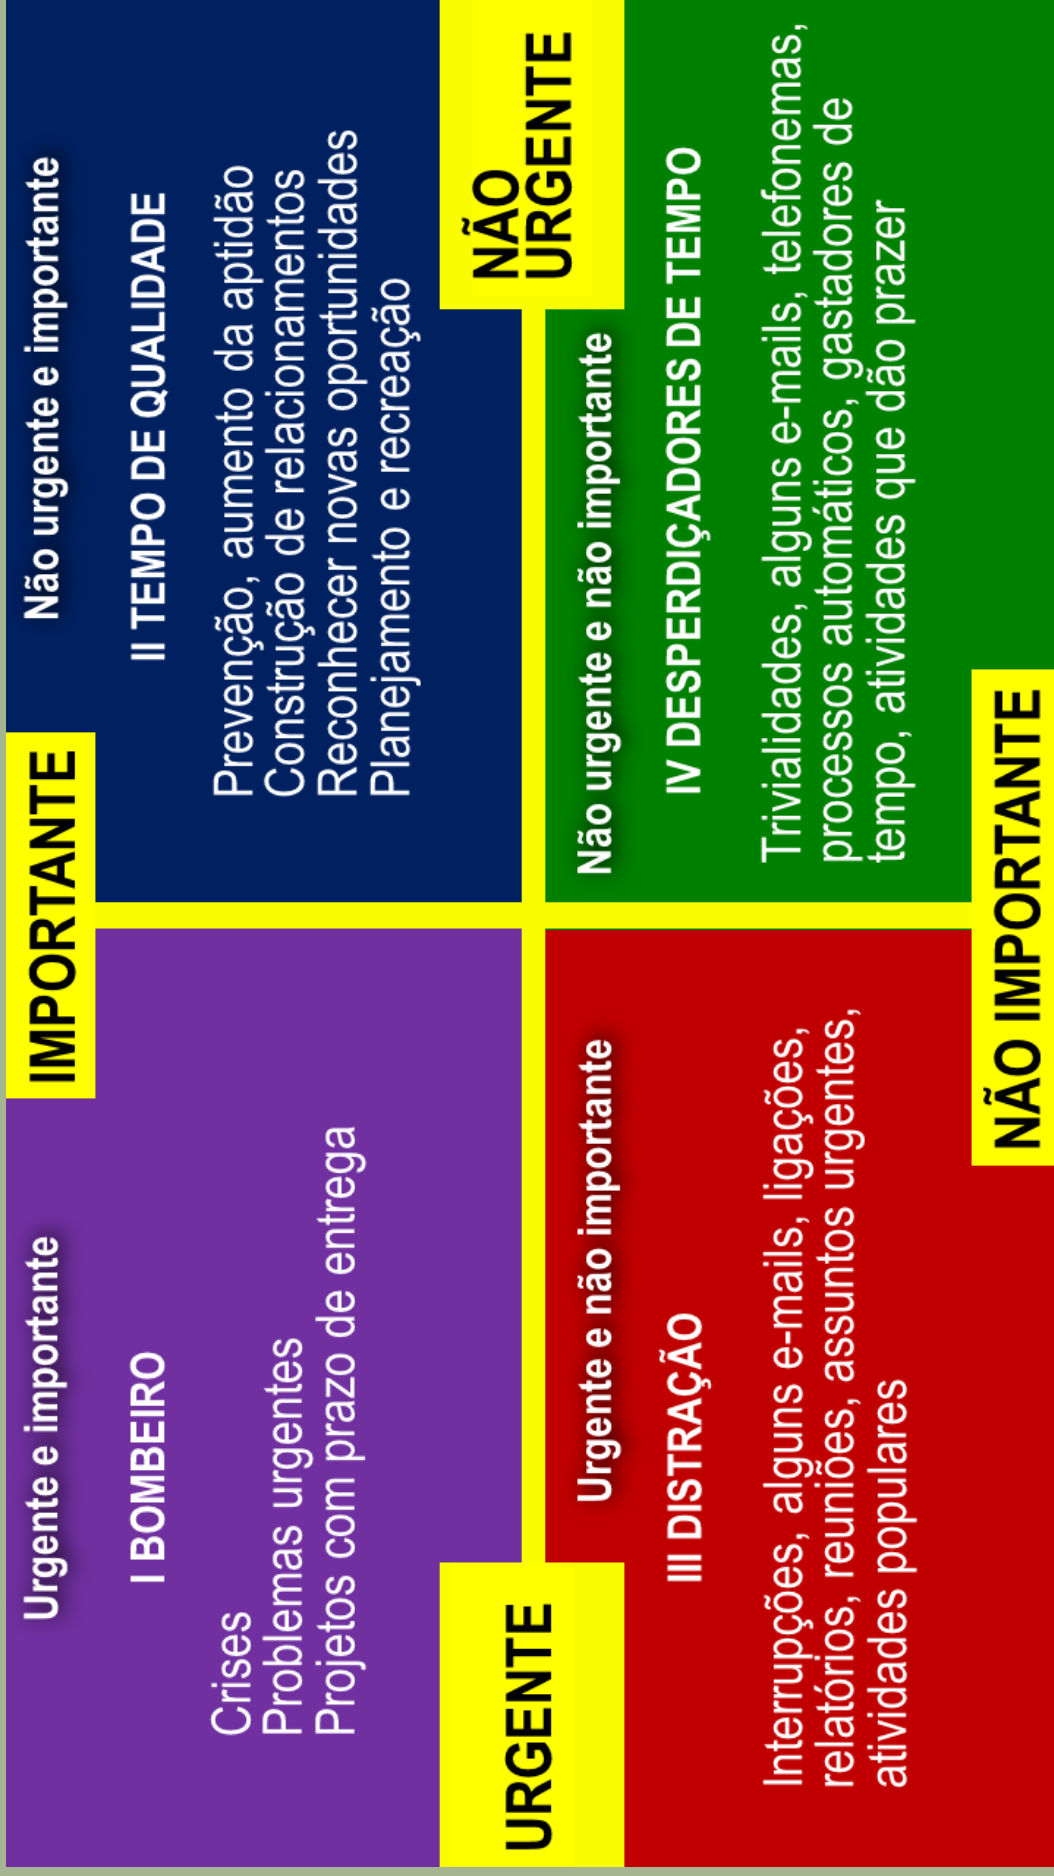 IMPORTANTE
Urgente e importante
I BOMBEIRO
Crises
Problemas urgentes
Projetos com prazo de entrega
Não urgente e importante
II TEMPO DE QUALIDADE
Prevenção, aumento da aptidão
Construção de relacionamentos
Reconhecer novas oportunidades
Planejamento e recreação
URGENTE
NÃO
URGENTE
Urgente e não importante
III DISTRAÇÃO
Interrupções, alguns e-mails, ligações,
relatórios, reuniões, assuntos urgentes,
atividades populares
Não urgente e não importante
IV DESPERDIÇADORES DE TEMPO
Trivialidades, alguns e-mails, telefonemas,
processos automáticos, gastadores de
tempo, atividades que dão prazer
NÃO IMPORTANTE